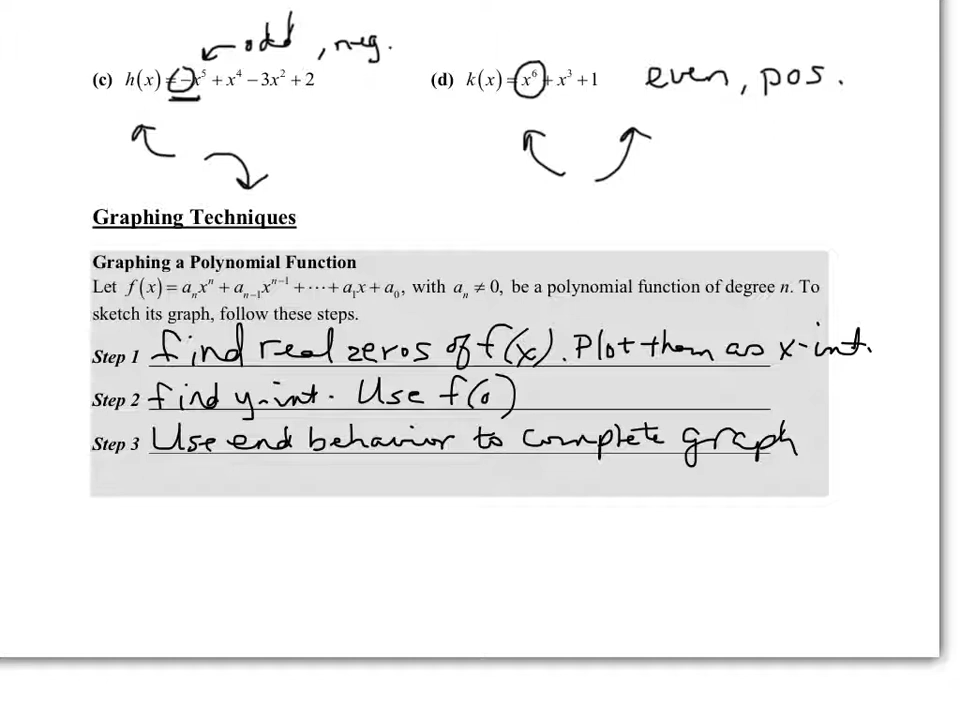 odd, neg.
(c) h(x) = -x⁵ + x⁴ - 3x² + 2 (d) k(x) = x⁶ + x³ + 1 even, pos.
Graphing Techniques
Graphing a Polynomial Function
Let f(x) = aₙxⁿ + aₙ₋₁xⁿ⁻¹ + ⋯ + a₁x + a₀, with aₙ ≠ 0, be a polynomial function of degree n. To
sketch its graph, follow these steps.
Step 1 find real zeros of f(x). Plot them as x-int.
Step 2 find y-int. Use f(0)
Step 3 Use end behavior to complete graph